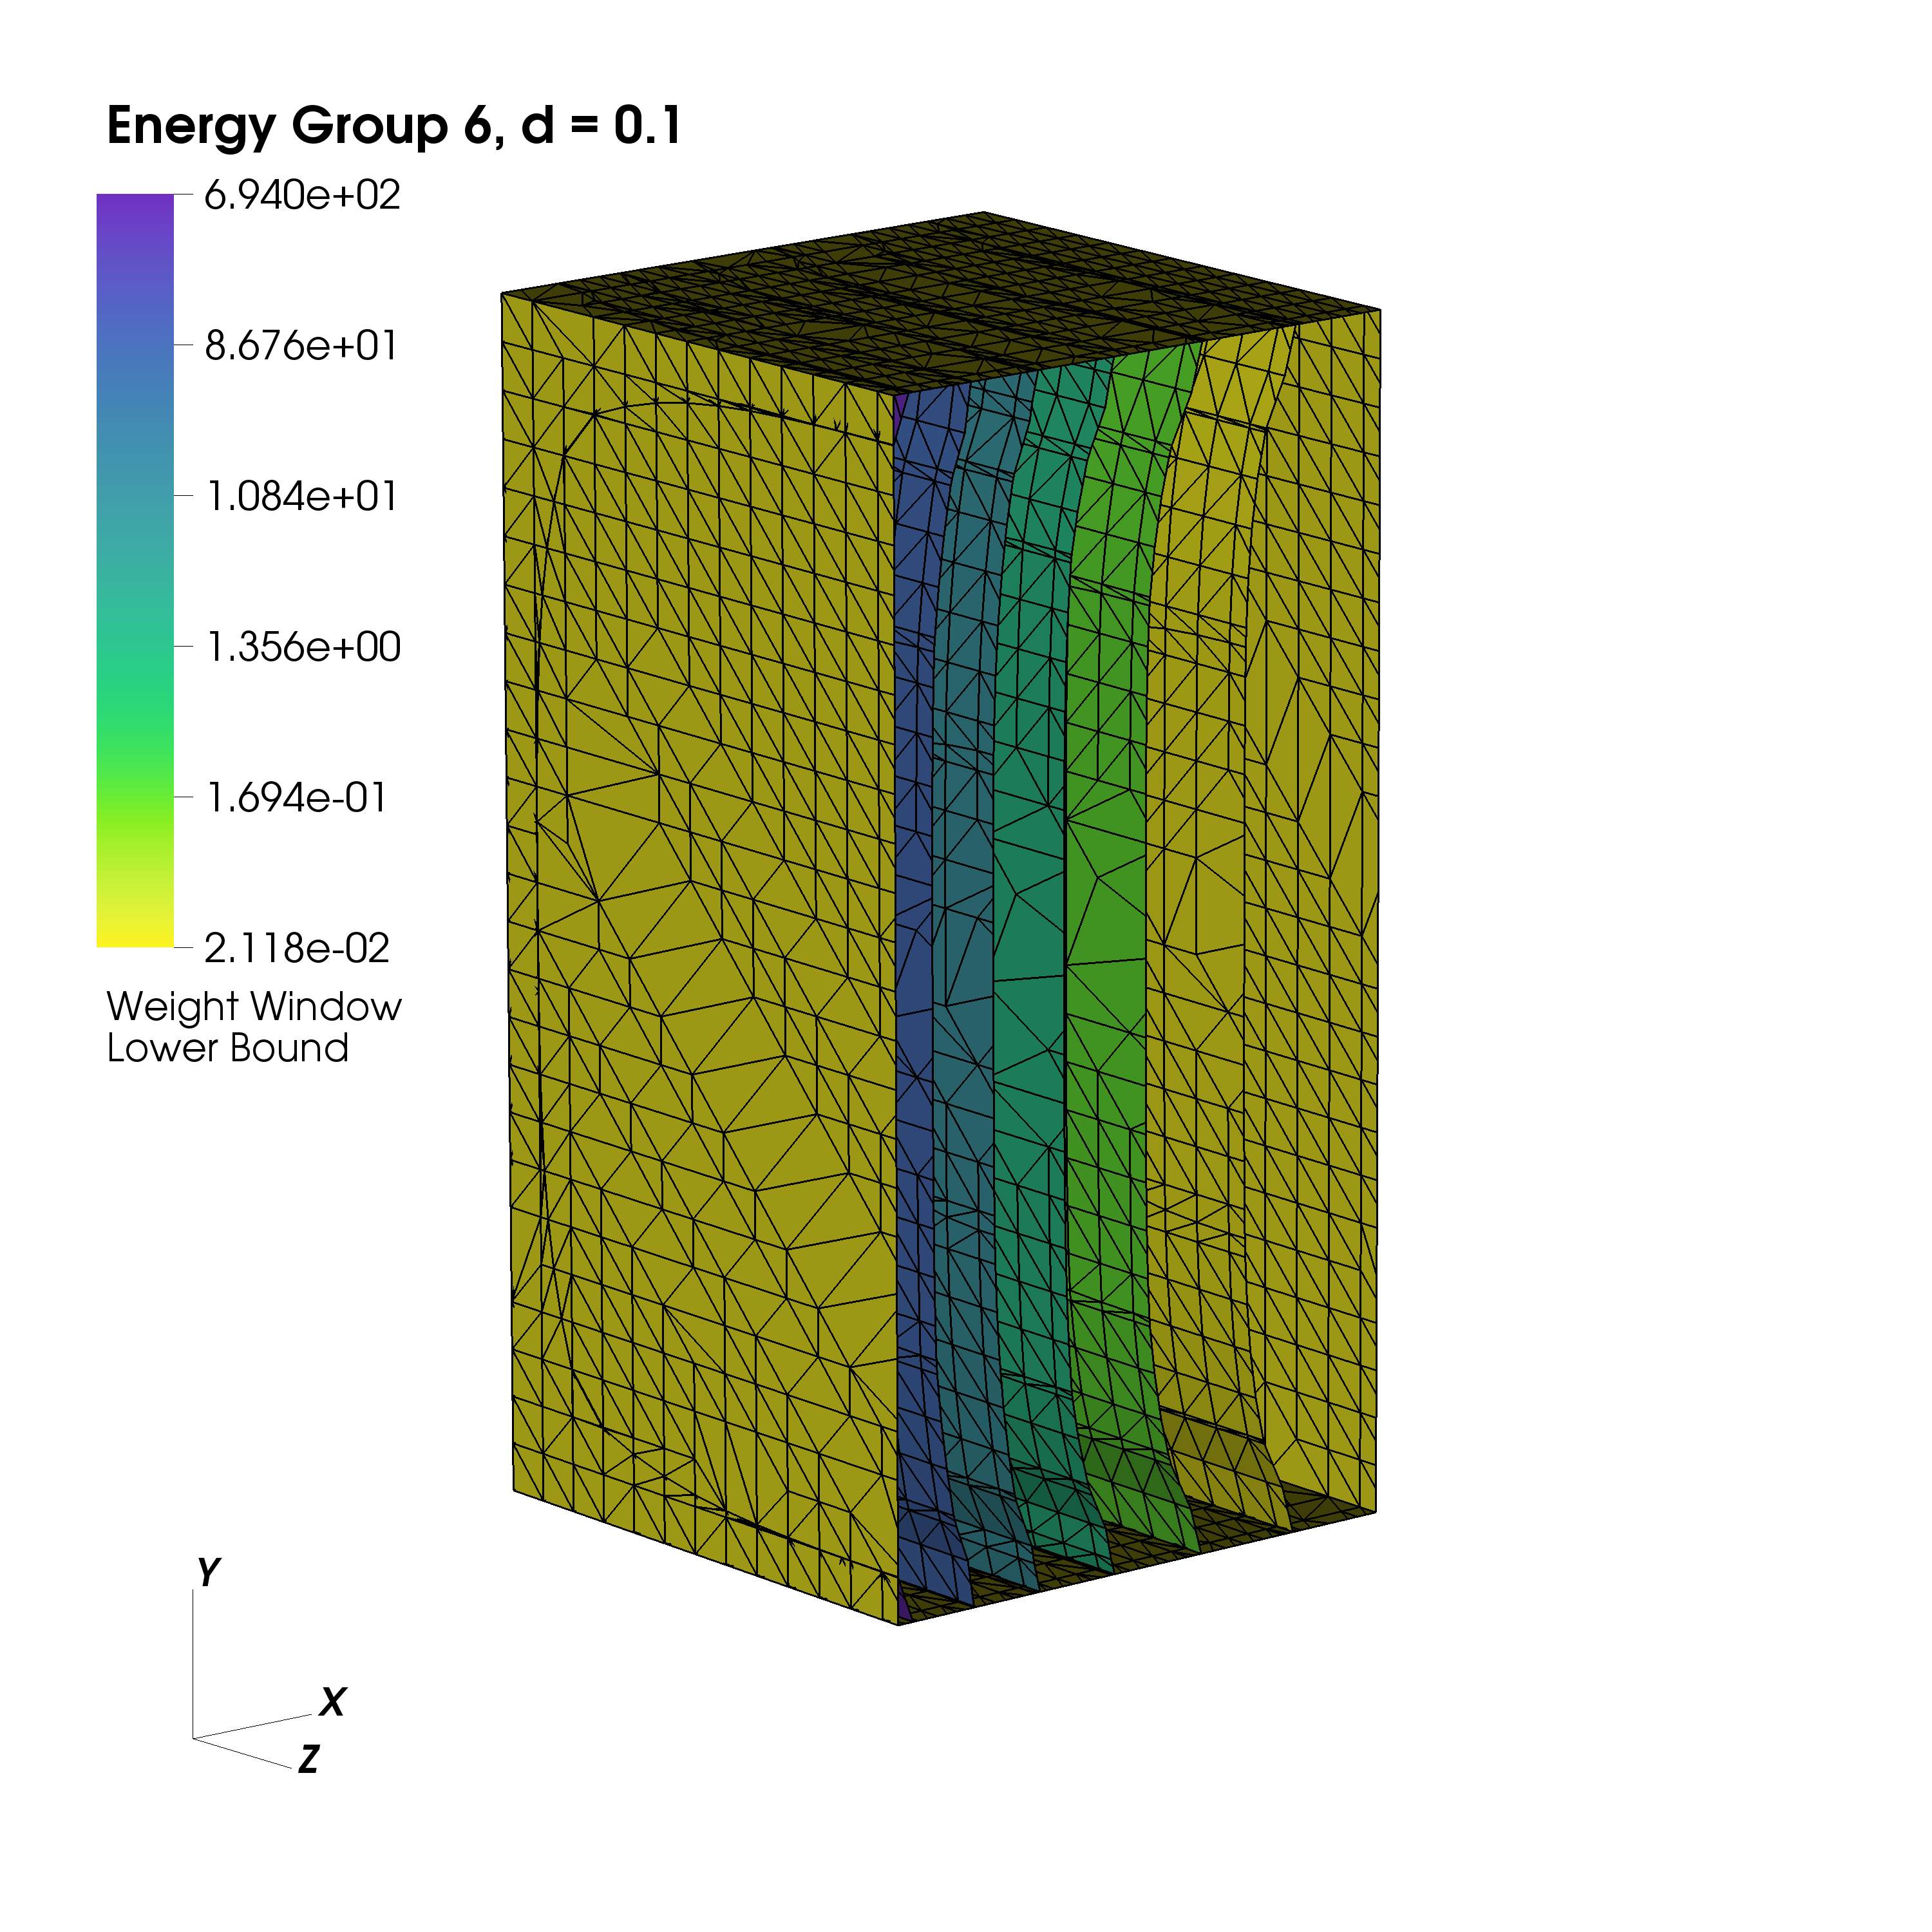 Energy Group 6, d = 0.1
6.940e+02
8.676e+01
1.084e+01
1.356e+00
1.694e-01
2.118e-02
Weight Window
Lower Bound
Y
X
Z